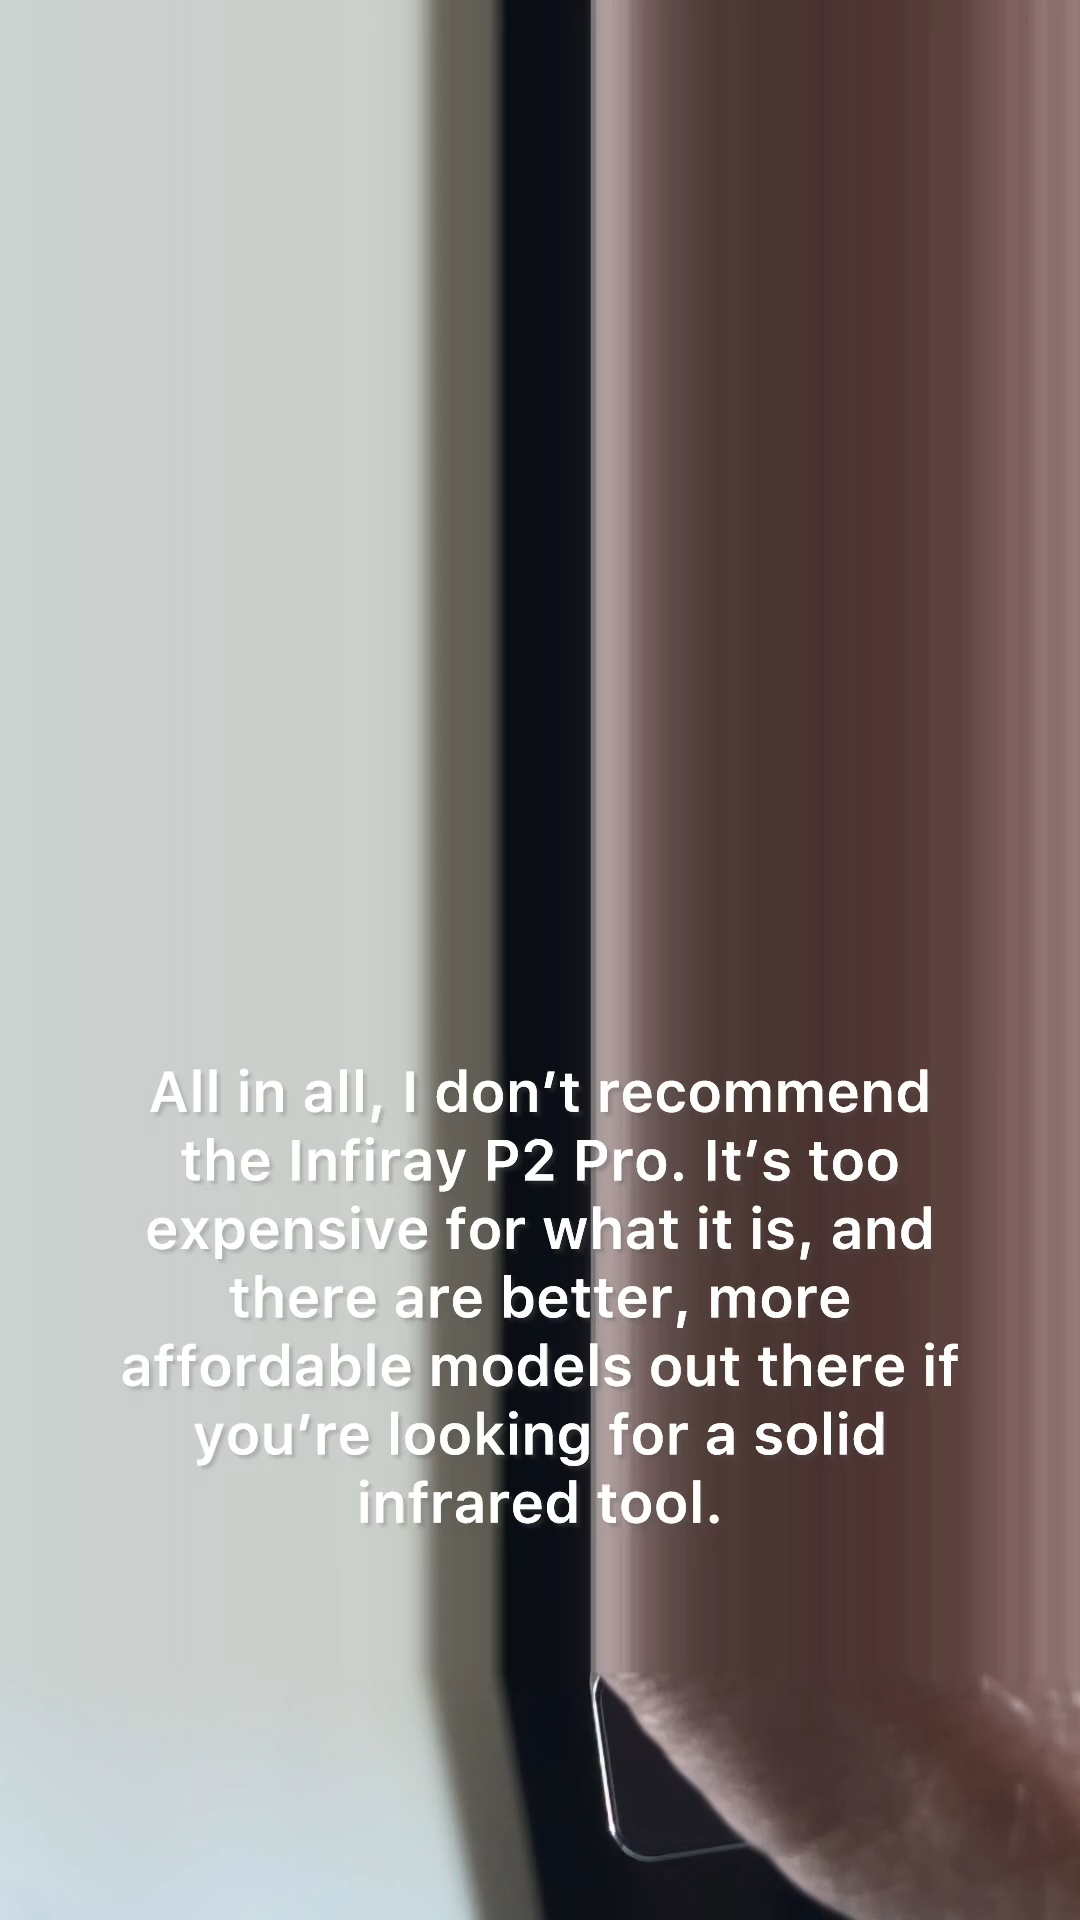 All in all, I don’t recommend
the Infiray P2 Pro. It’s too
expensive for what it is, and
there are better, more
affordable models out there if
you’re looking for a solid
infrared tool.